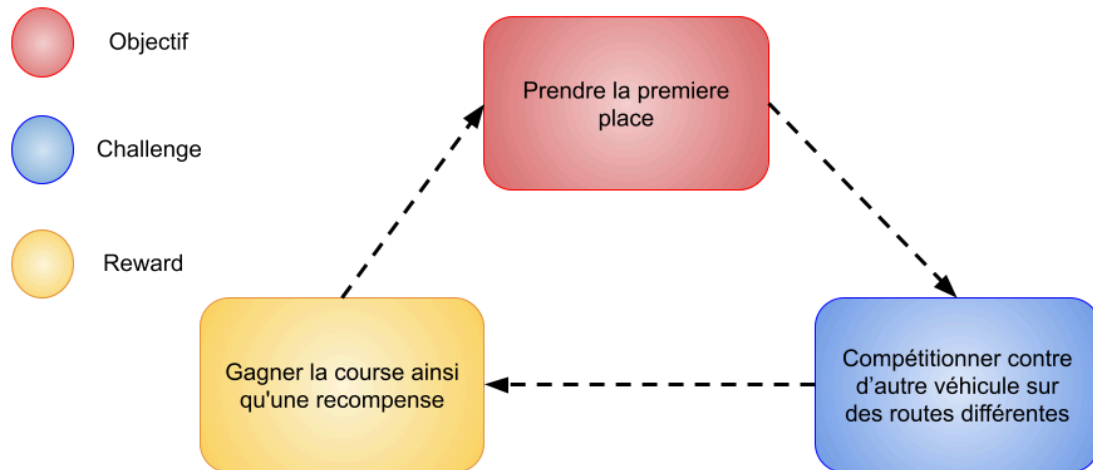 Objectif
Challenge
Reward
Prendre la premiere
place
Gagner la course ainsi
qu'une recompense
Compétitionner contre
d’autre véhicule sur
des routes différentes